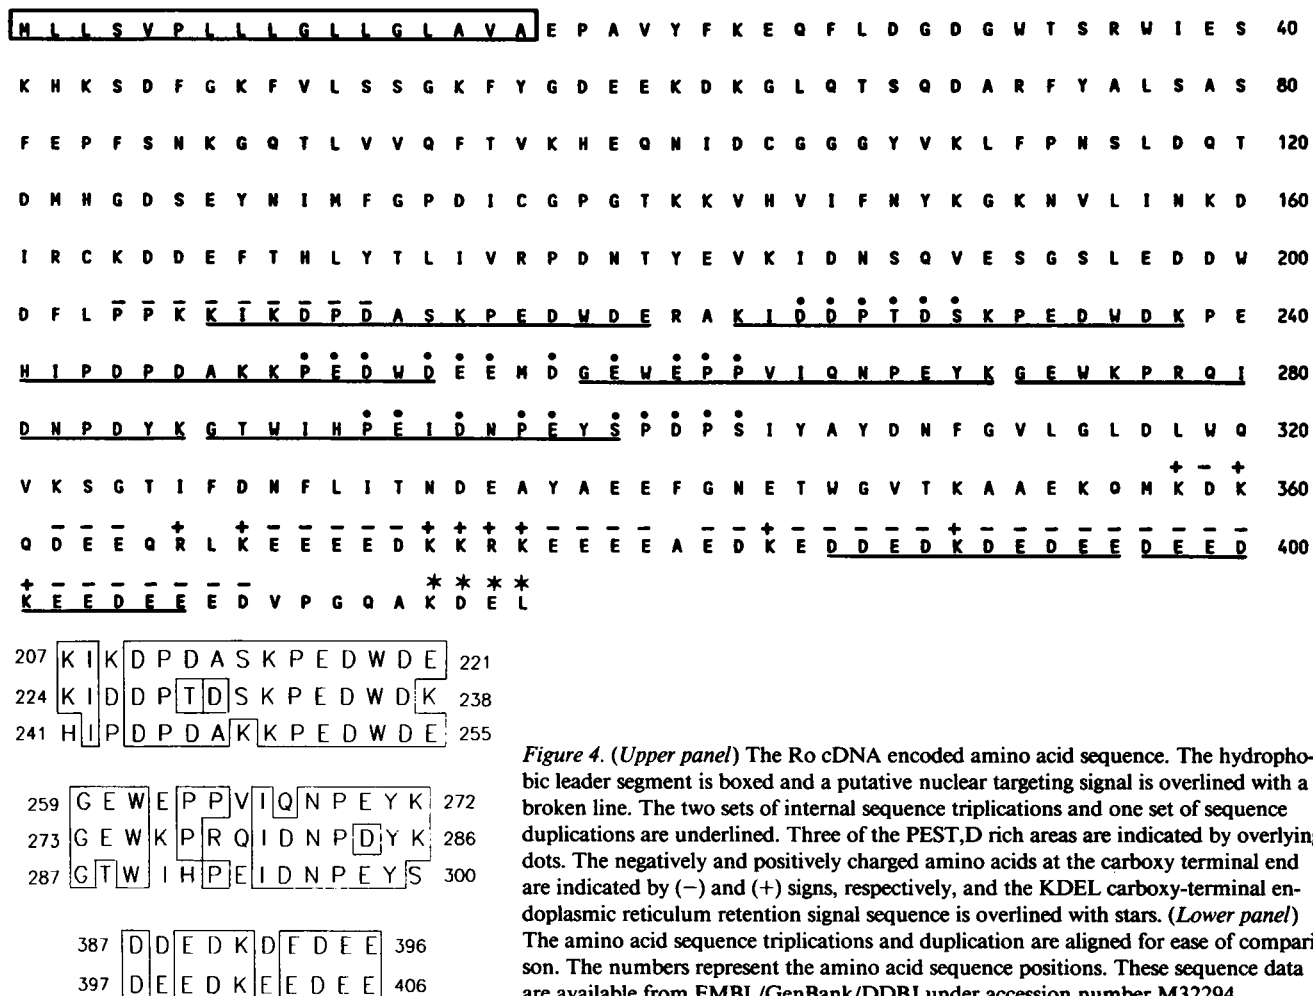 M L L S V P L L L G L L G L A V A E P A V Y F K E Q F L D G D G W T S R W I E S 40
K H K S D F G K F V L S S G K F Y G D E E K D K G L Q T S Q D A R F Y A L S A S 80
F E P F S N K G Q T L V V Q F T V K H E Q N I D C G G G Y V K L F P N S L D Q T 120
D M H G D S E Y N I M F G P D I C G P G T K K V H V I F N Y K G K N V L I N K D 160
I R C K D D E F T H L Y T L I V R P D N T Y E V K I D N S Q V E S G S L E D D W 200
D F L P P K K I K D P D A S K P E D W D E R A K I D D P T D S K P E D W D K P E 240
H I P D P D A K K P E D W D E E M D G E W E P P V I Q N P E Y K G E W K P R Q I 280
D N P D Y K G T W I H P E I D N P E Y S P D P S I Y A Y D N F G V L G L D L W Q 320
+ - +
V K S G T I F D N F L I T N D E A Y A E E F G N E T W G V T K A A E K Q M K D K 360
- - - + + - - - - - + + + + - - - - - - + - - - - + - - - - - - - - -
Q D E E Q R L K E E E E D K K R K E E E E A E D K E D D E D K D E D E E D E E D 400
+ - - - - - - - * * * *
K E E D E E E D V P G Q A K D E L
207 K I K D P D A S K P E D W D E 221
224 K I D D P T D S K P E D W D K 238
241 H I P D P D A K K P E D W D E 255
259 G E W E P P V I Q N P E Y K 272
273 G E W K P R Q I D N P D Y K 286
287 G T W I H P E I D N P E Y S 300
387 D D E D K D E D E E 396
397 D E E D K E E D E E 406
Figure 4. (Upper panel) The Ro cDNA encoded amino acid sequence. The hydropho-
bic leader segment is boxed and a putative nuclear targeting signal is overlined with a
broken line. The two sets of internal sequence triplications and one set of sequence
duplications are underlined. Three of the PEST,D rich areas are indicated by overlying
dots. The negatively and positively charged amino acids at the carboxy terminal end
are indicated by (−) and (+) signs, respectively, and the KDEL carboxy-terminal en-
doplasmic reticulum retention signal sequence is overlined with stars. (Lower panel)
The amino acid sequence triplications and duplication are aligned for ease of compari-
son. The numbers represent the amino acid sequence positions. These sequence data
are available from EMBL/GenBank/DDBJ under accession number M32294.